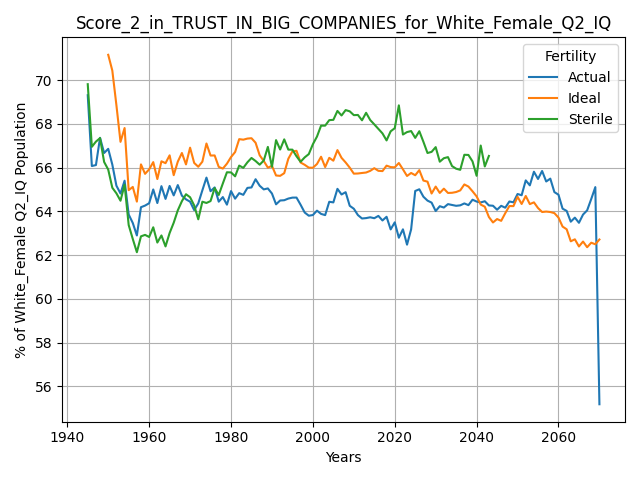 Score_2_in_TRUST_IN_BIG_COMPANIES_for_White_Female_Q2_IQ
% of White_Female Q2_IQ Population
70
68
66
64
62
60
58
56
Fertility
Actual
Ideal
Sterile
1940 1960 1980 2000 2020 2040 2060
Years